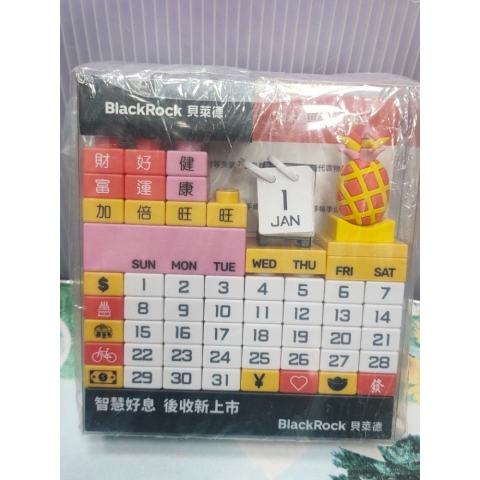 BlackRock 貝萊德
財 好 健
富 運 康
加 倍 旺 旺
1
JAN
SUN MON TUE WED THU FRI SAT
$ 1 2 3 4 5 6 7
8 9 10 11 12 13 14
15 16 17 18 19 20 21
22 23 24 25 26 27 28
$ 29 30 31 ¥ 發
智慧好息 後收新上市
BlackRock 貝萊德